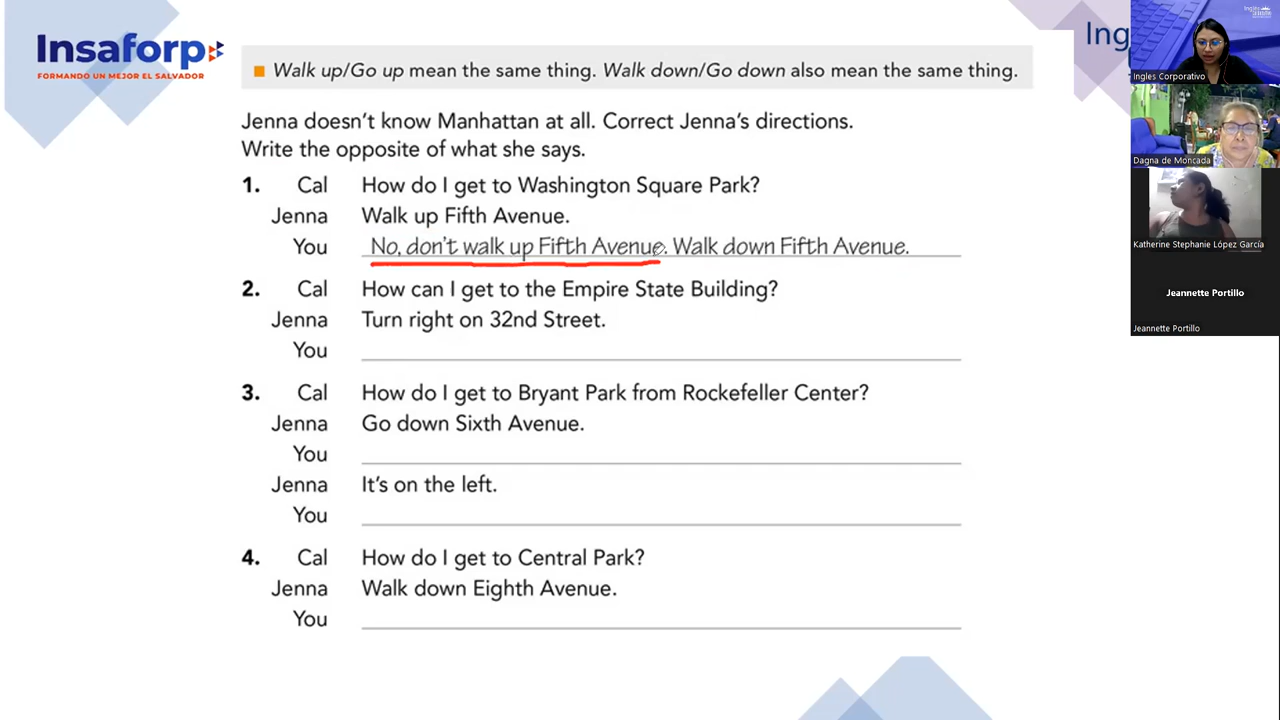 Insaforp
FORMANDO UN MEJOR EL SALVADOR
Ing
■ Walk up/Go up mean the same thing. Walk down/Go down also mean the same thing.
Jenna doesn't know Manhattan at all. Correct Jenna's directions.
Write the opposite of what she says.
1. Cal How do I get to Washington Square Park?
Jenna Walk up Fifth Avenue.
You No, don't walk up Fifth Avenue. Walk down Fifth Avenue.
2. Cal How can I get to the Empire State Building?
Jenna Turn right on 32nd Street.
You
3. Cal How do I get to Bryant Park from Rockefeller Center?
Jenna Go down Sixth Avenue.
You
Jenna It's on the left.
You
4. Cal How do I get to Central Park?
Jenna Walk down Eighth Avenue.
You
Ingles Corporativo
Dagna de Moncada
Katherine Stephanie López García
Jeannette Portillo
Jeannette Portillo